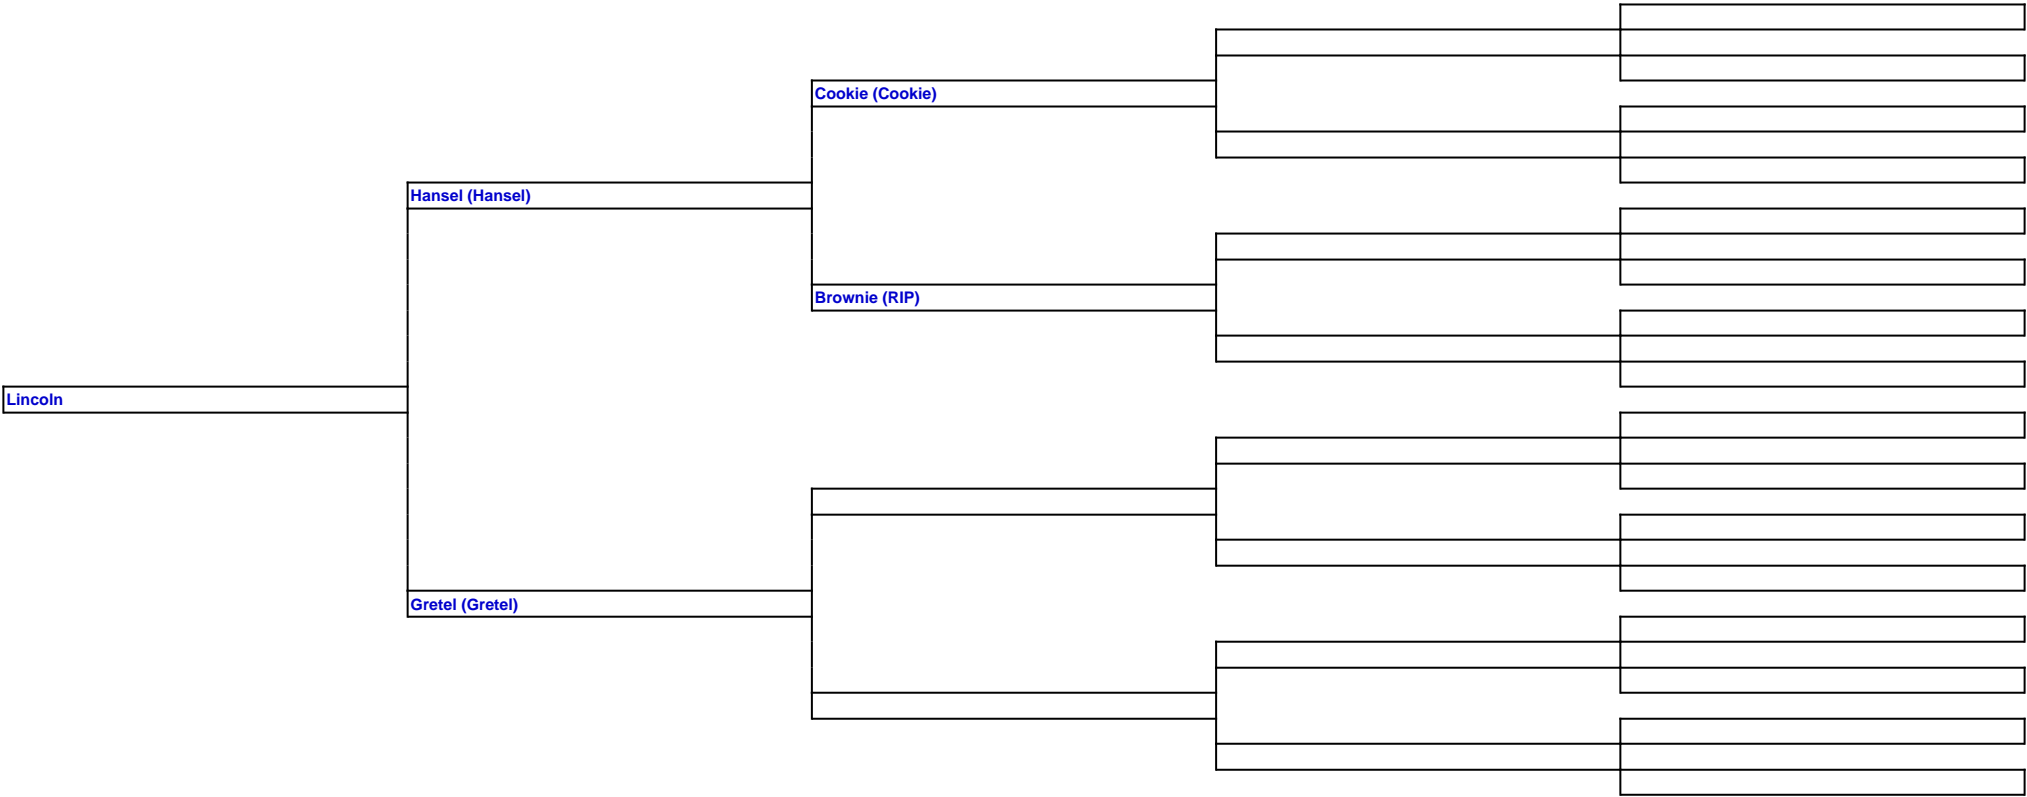 Cookie (Cookie)
Hansel (Hansel)
Brownie (RIP)
Lincoln
Gretel (Gretel)